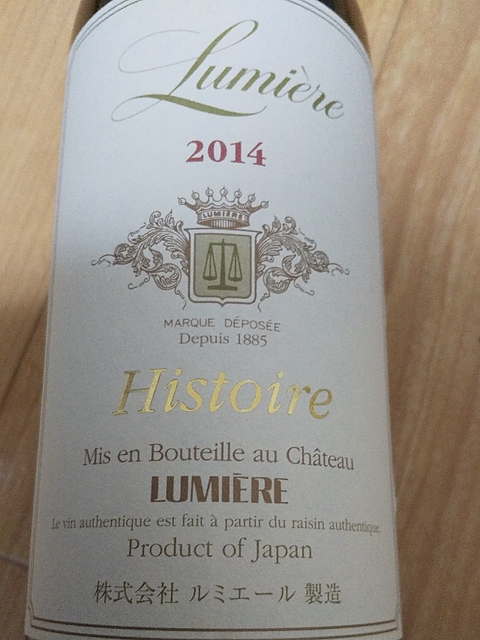 Lumière
2014
LUMIÈRE
MARQUE DÉPOSÉE
Depuis 1885
Histoire
Mis en Bouteille au Château
LUMIÈRE
Le vin authentique est fait à partir du raisin authentique.
Product of Japan
株式会社 ルミエール 製造